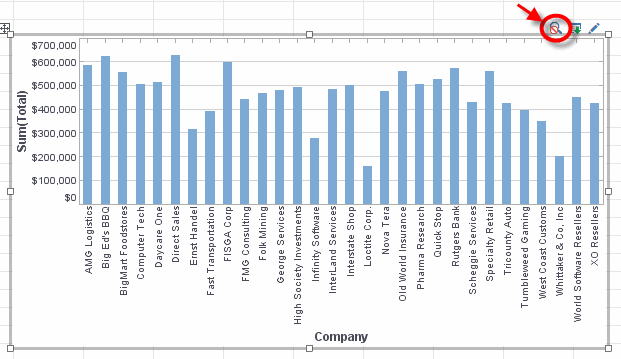 $700,000
$600,000
$500,000
$400,000
$300,000
$200,000
$100,000
$0
Sum(Total)
AMG Logistics
Big Ed's BBQ
BigMart Foodstores
Computer Tech
Daycare One
Direct Sales
Ernst Handel
Fast Transportation
FISGA Corp
FMG Consulting
Folk Mining
George Services
High Society Investments
Infinity Software
InterLand Services
Interstate Shop
Loctite Corp.
Nova Tera
Old World Insurance
Pharma Research
Quick Stop
Rutgers Bank
Scheggie Services
Specialty Retail
Tricounty Auto
Tumbleweed Gaming
West Coast Customs
Whittaker & Co. Inc
World Software Resellers
XO Resellers
Company